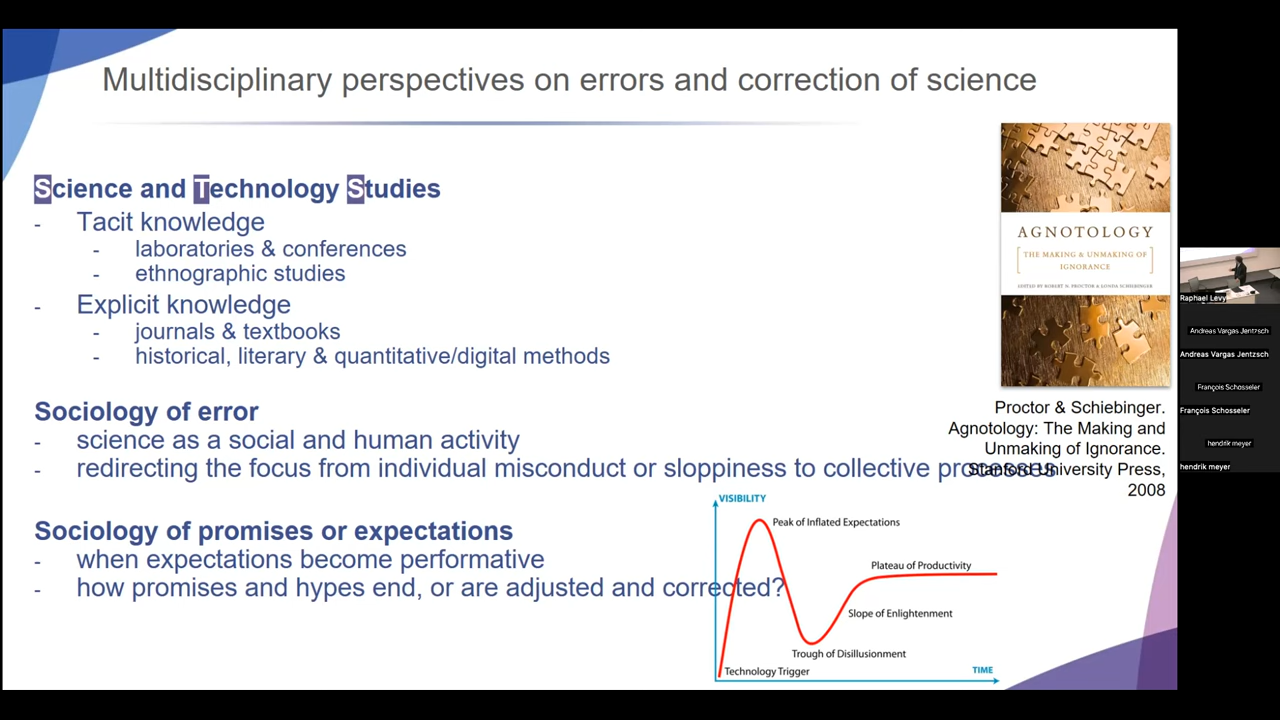 Multidisciplinary perspectives on errors and correction of science
Science and Technology Studies
- Tacit knowledge
- laboratories & conferences
- ethnographic studies
- Explicit knowledge
- journals & textbooks
- historical, literary & quantitative/digital methods
Sociology of error
- science as a social and human activity
- redirecting the focus from individual misconduct or sloppiness to collective processes
Sociology of promises or expectations
- when expectations become performative
- how promises and hypes end, or are adjusted and corrected?
AGNOTOLOGY
THE MAKING & UNMAKING OF
IGNORANCE
EDITED BY ROBERT N. PROCTOR & LONDA SCHIEBINGER
Proctor & Schiebinger.
Agnotology: The Making and
Unmaking of Ignorance.
Stanford University Press,
2008
VISIBILITY
Peak of Inflated Expectations
Plateau of Productivity
Slope of Enlightenment
Trough of Disillusionment
Technology Trigger
TIME
Raphael Levy
Andreas Vargas Jentzsch
Andreas Vargas Jentzsch
François Schosseler
François Schosseler
hendrik meyer
hendrik meyer